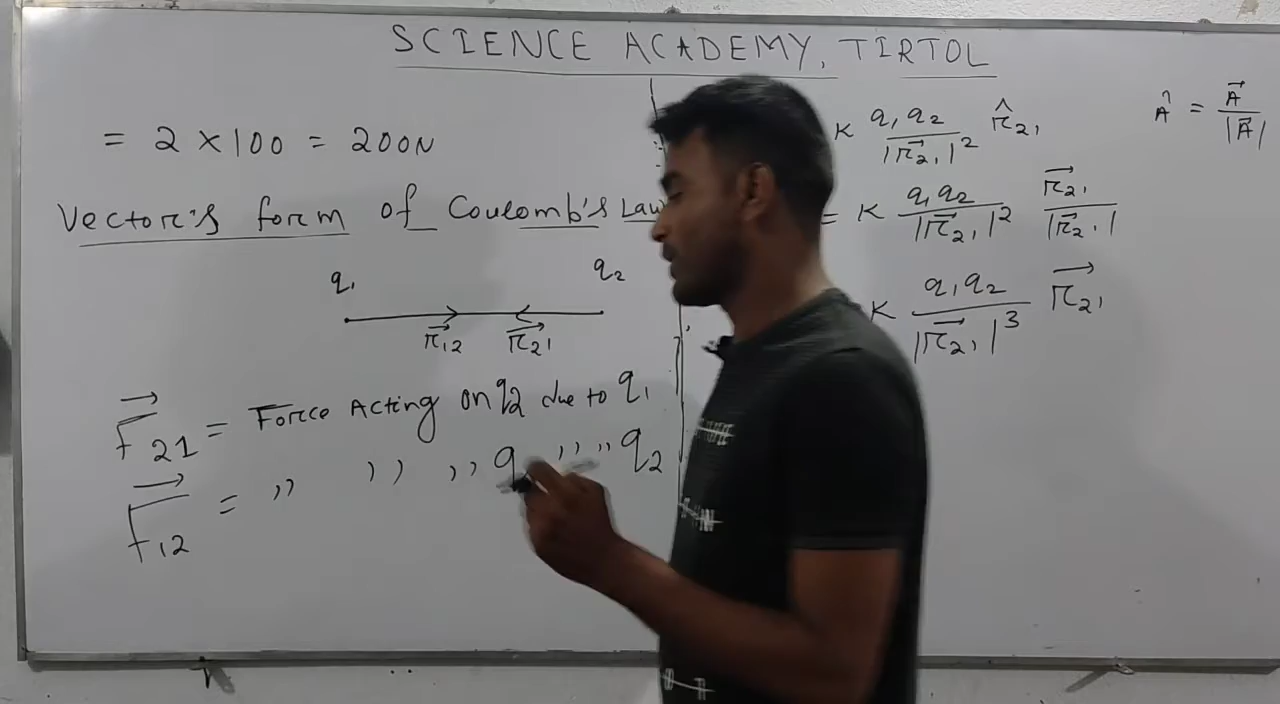 SCIENCE ACADEMY, TIRTOL
= 2 × 100 = 200N
Vector's form of Coulomb's Law
q₁ q₂
r⃗₁₂ r⃗₂₁
F⃗₂₁ = Force Acting on q₂ due to q₁
F⃗₁₂ = ,, ,, ,, q ,, ,, q₂
K q₁q₂ / |r⃗₂₁|² r̂₂₁
= K q₁q₂ / |r⃗₂₁|² r⃗₂₁ / |r⃗₂₁|
K q₁q₂ / |r⃗₂₁|³ r⃗₂₁
Â = A⃗ / |A⃗|